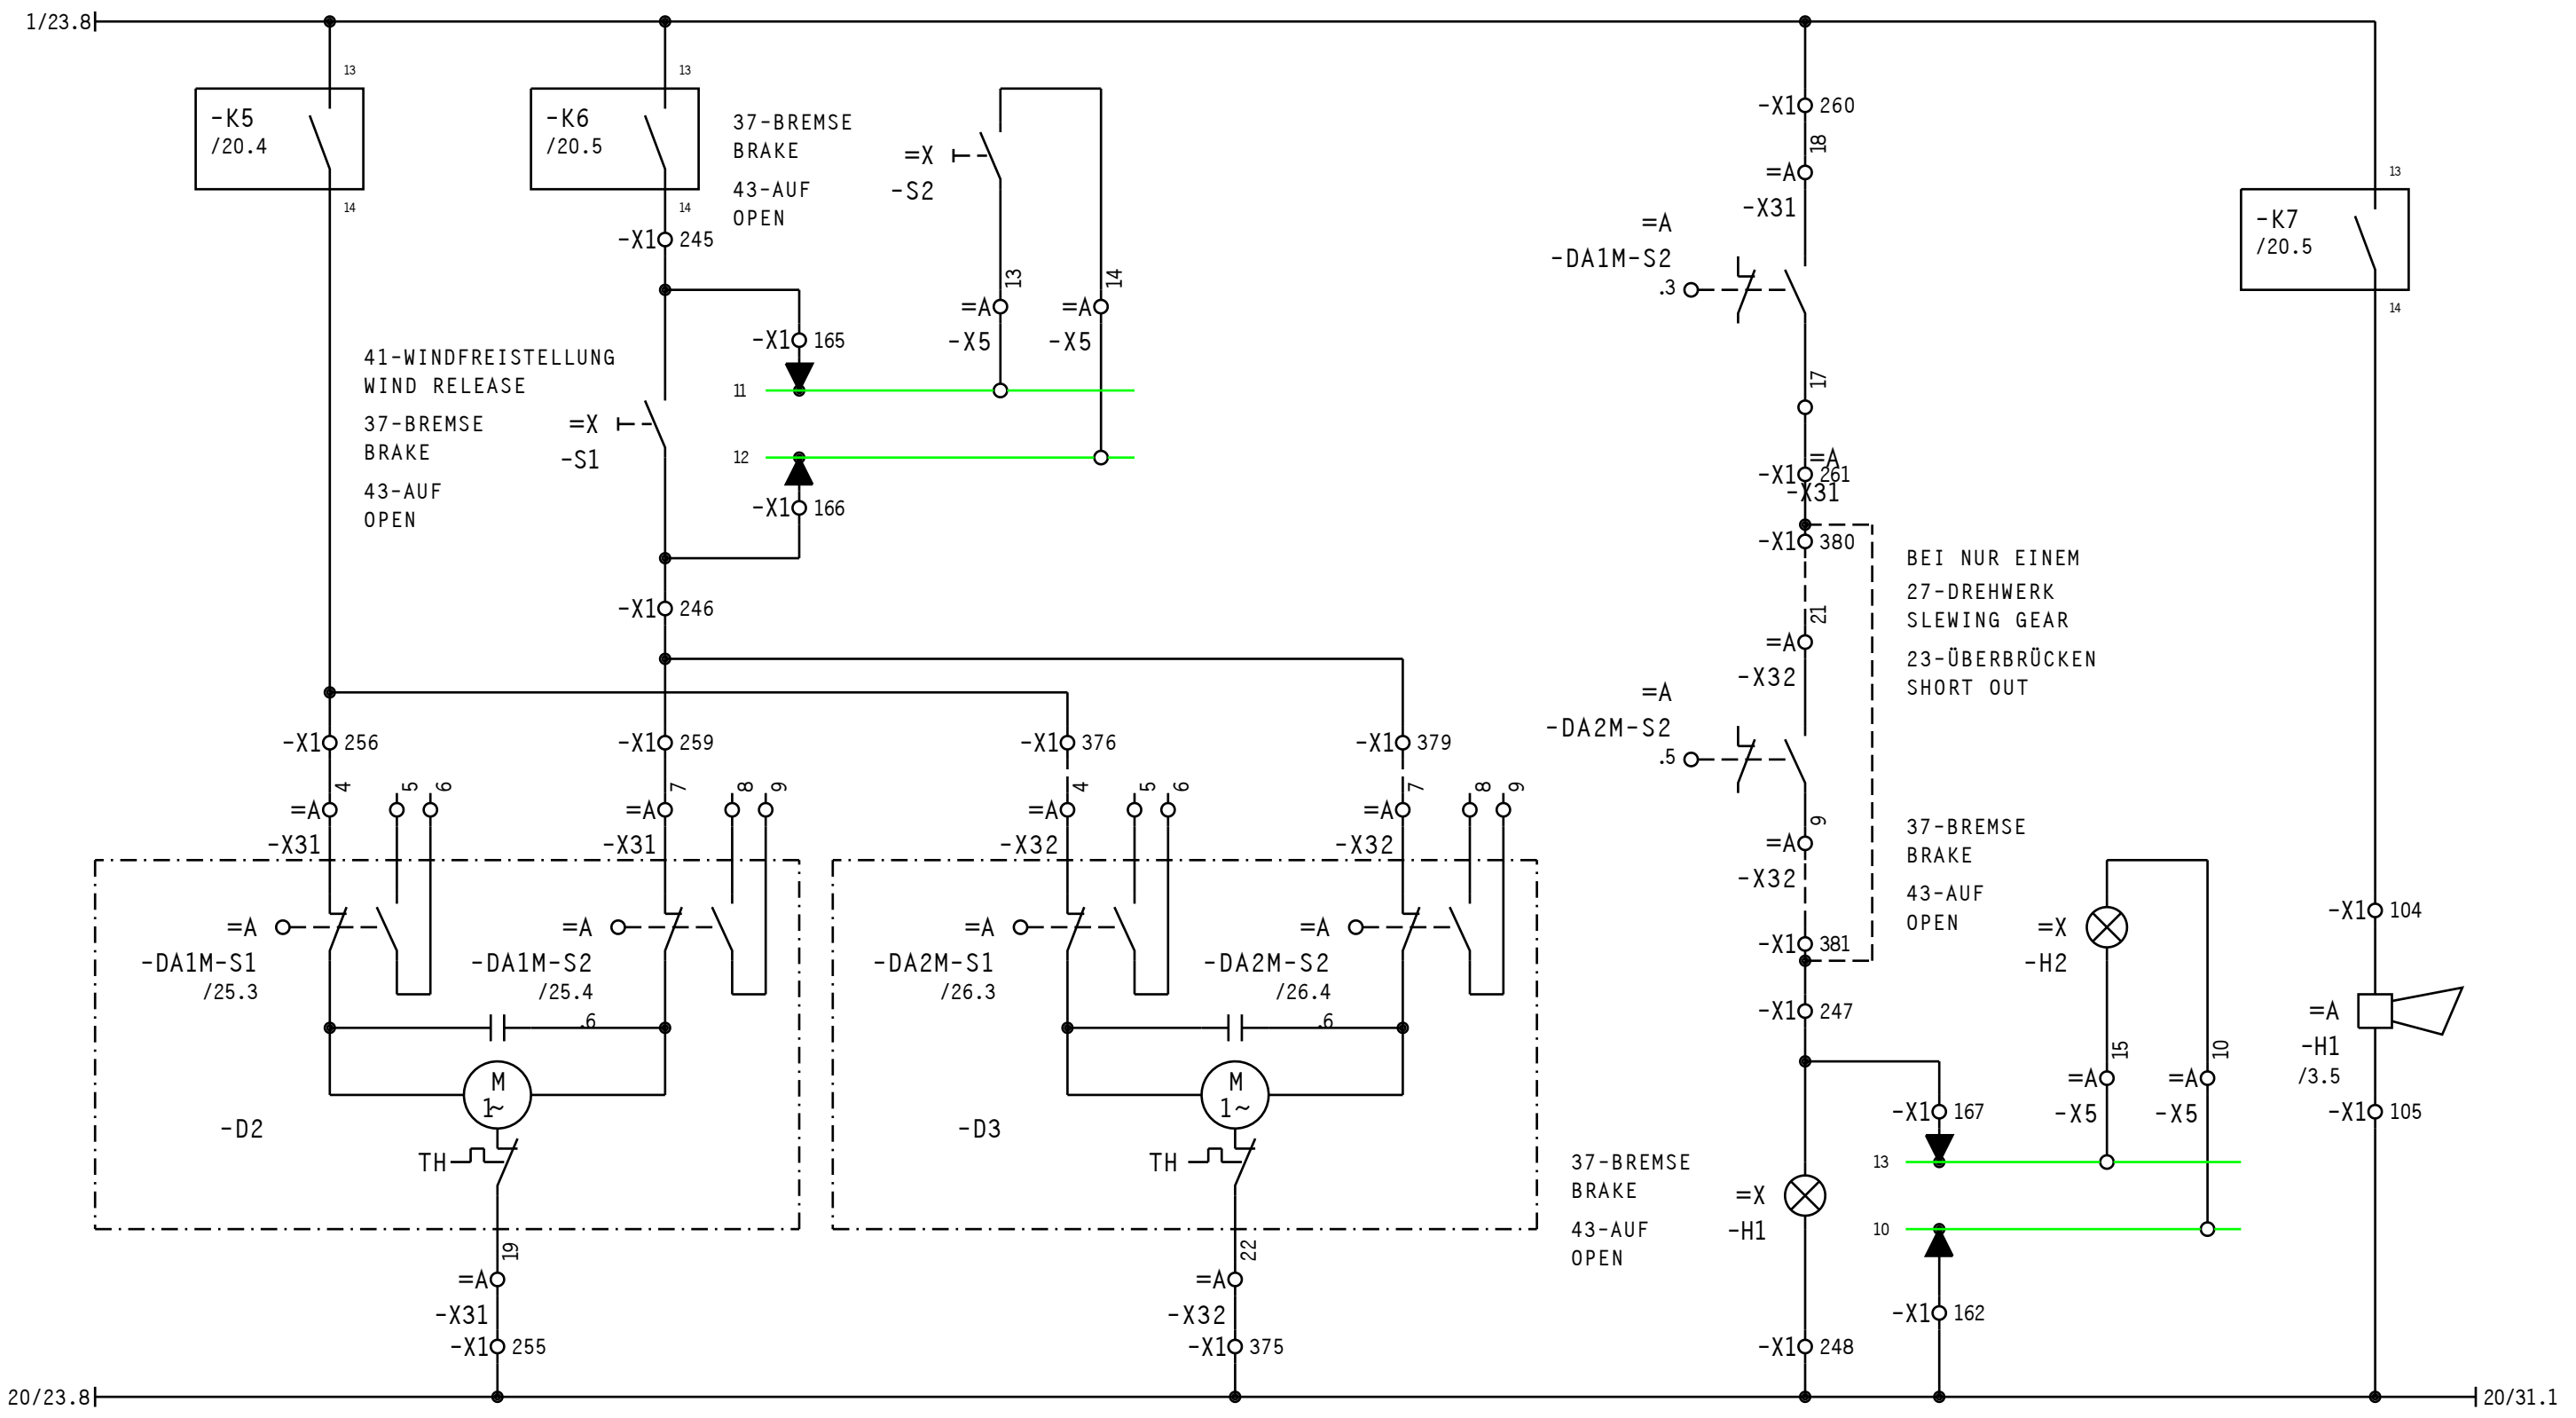 1/23.8
13
-K5
/20.4
14
13
-K6
/20.5
14
-X1 245
37-BREMSE
BRAKE
43-AUF
OPEN
=X
-S2
13
=A
-X5
14
=A
-X5
-X1 165
11
12
-X1 166
41-WINDFREISTELLUNG
WIND RELEASE
37-BREMSE
BRAKE
43-AUF
OPEN
=X
-S1
-X1 246
-X1 256
4
5
6
=A
-X31
-X1 259
7
8
9
=A
-X31
-X1 376
4
5
6
=A
-X32
-X1 379
7
8
9
=A
-X32
=A
-DA1M-S1
/25.3
=A
-DA1M-S2
/25.4
.6
M
1~
-D2
TH
19
=A
-X31
-X1 255
=A
-DA2M-S1
/26.3
=A
-DA2M-S2
/26.4
.6
M
1~
-D3
TH
22
=A
-X32
-X1 375
-X1 260
18
=A
-X31
=A
-DA1M-S2
.3
17
=A
-X1 261
-X31
-X1 380
21
=A
-X32
BEI NUR EINEM
27-DREHWERK
SLEWING GEAR
23-ÜBERBRÜCKEN
SHORT OUT
=A
-DA2M-S2
.5
9
=A
-X32
-X1 381
-X1 247
37-BREMSE
BRAKE
43-AUF
OPEN
=X
-H2
15
=A
-X5
10
=A
-X5
-X1 167
13
10
-X1 162
37-BREMSE
BRAKE
43-AUF
OPEN
=X
-H1
-X1 248
13
-K7
/20.5
14
-X1 104
=A
-H1
/3.5
-X1 105
20/23.8
20/31.1